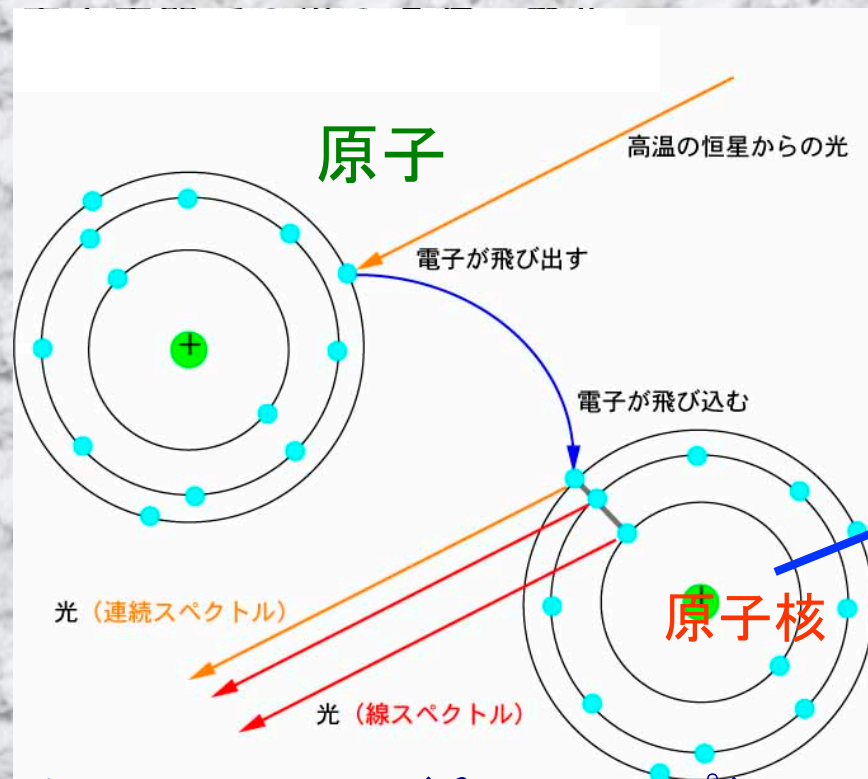 原子
高温の恒星からの光
電子が飛び出す
電子が飛び込む
+
+
原子核
光（連続スペクトル）
光（線スペクトル）